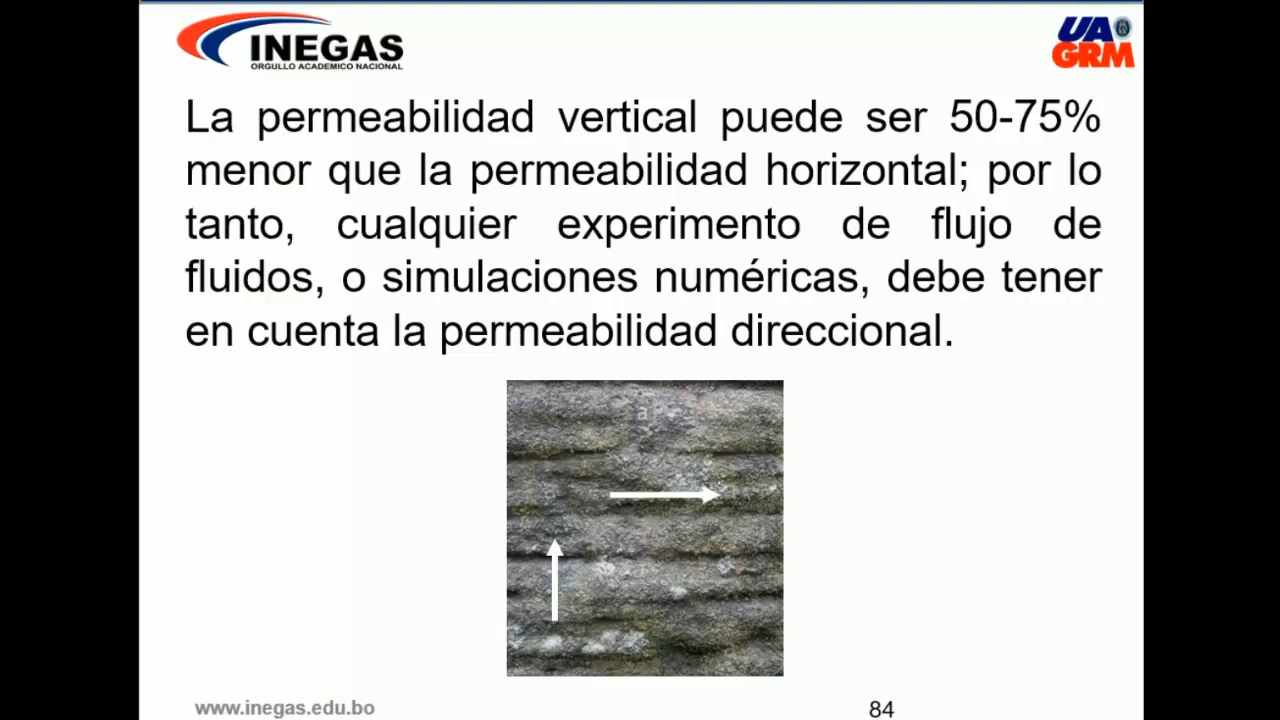 INEGAS
ORGULLO ACADEMICO NACIONAL
UA
GRM
La permeabilidad vertical puede ser 50-75%
menor que la permeabilidad horizontal; por lo
tanto, cualquier experimento de flujo de
fluidos, o simulaciones numéricas, debe tener
en cuenta la permeabilidad direccional.
a
www.inegas.edu.bo
84